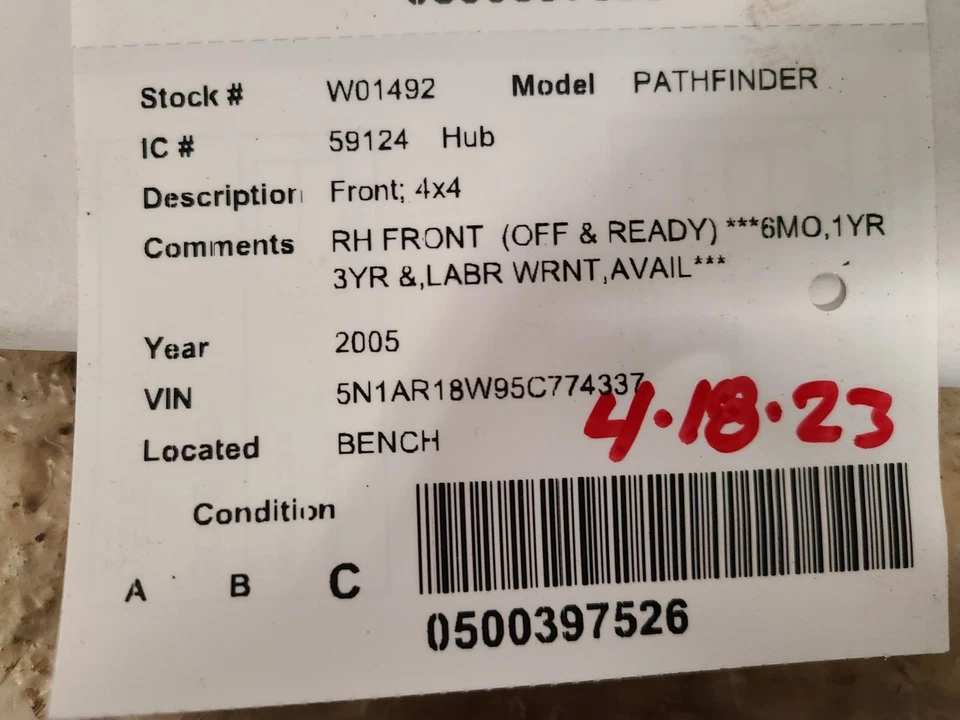 Stock # W01492 Model PATHFINDER
IC # 59124 Hub
Description Front; 4x4
Comments RH FRONT (OFF & READY) ***6MO,1YR
3YR &,LABR WRNT,AVAIL***
Year 2005
VIN 5N1AR18W95C774337
4.18.23
Located BENCH
Condition
A B C
0500397526